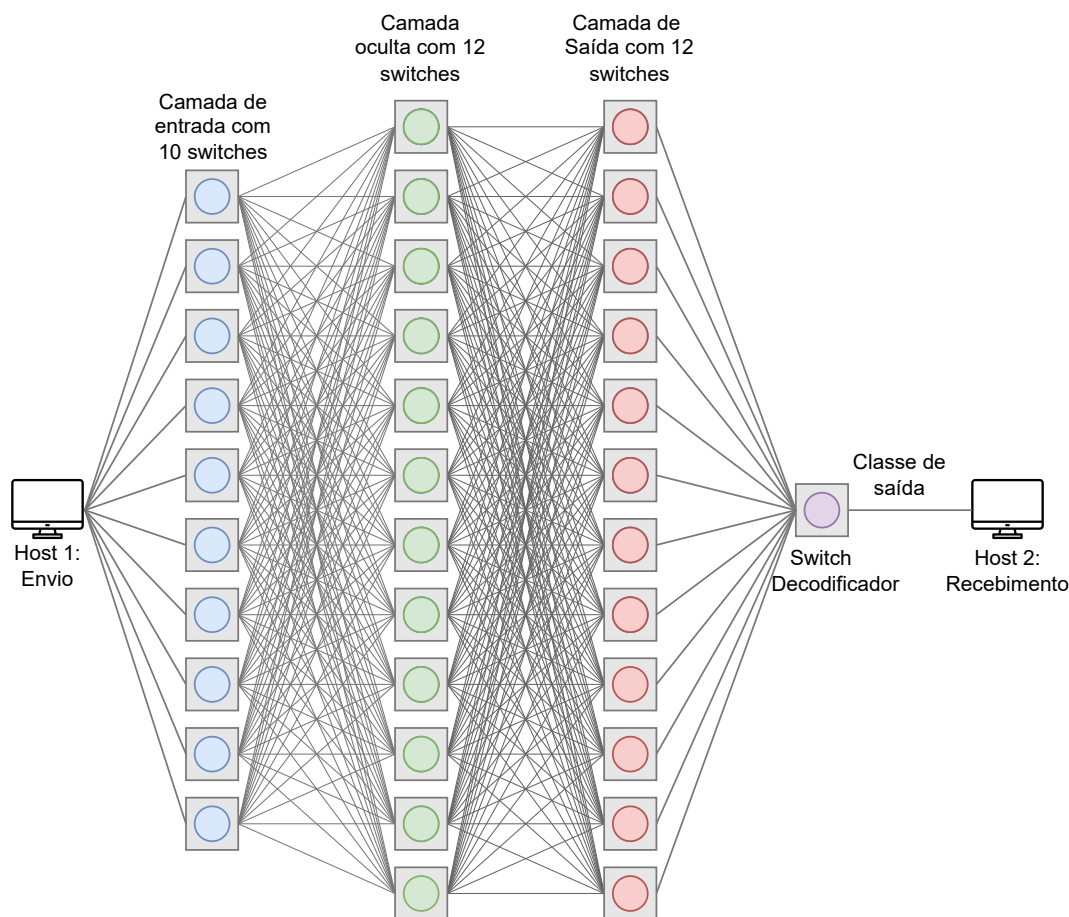 Camada
oculta com 12
switches
Camada de
Saída com 12
switches
Camada de
entrada com
10 switches
Host 1:
Envio
Classe de
saída
Switch
Decodificador
Host 2:
Recebimento